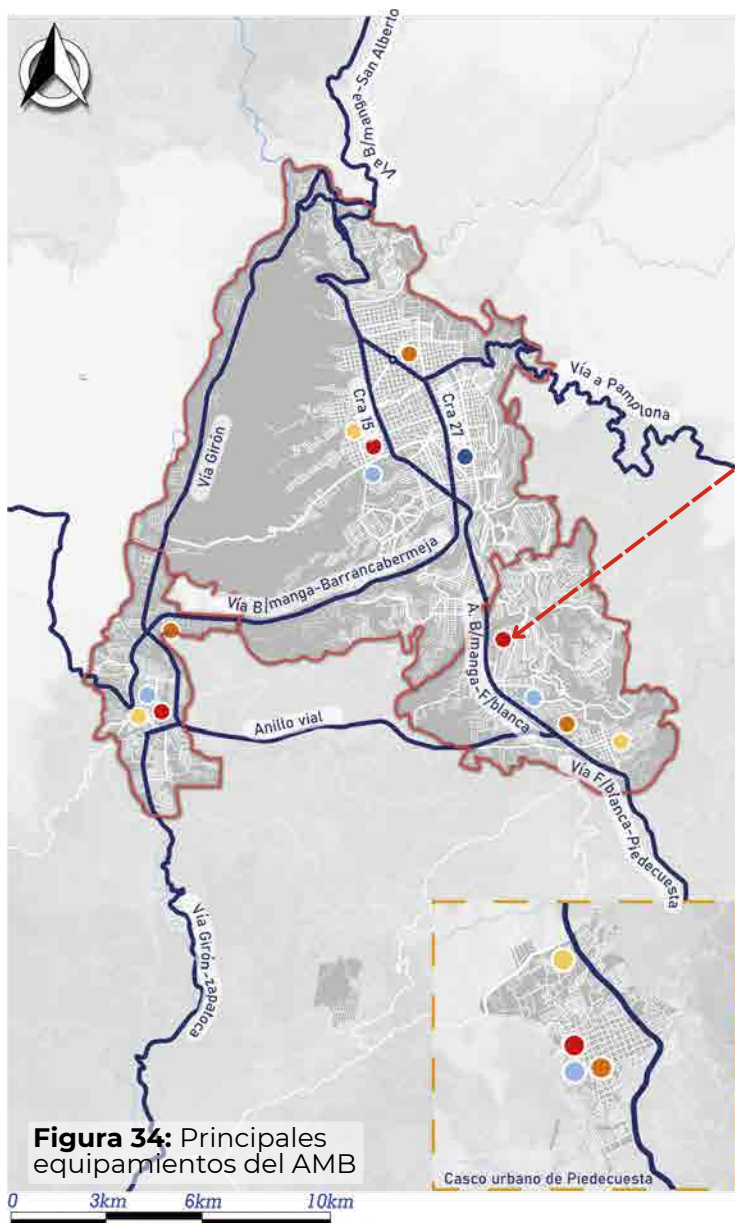 Vía B/manga-San Alberto
Vía a Pamplona
Cra 15
Cra 27
Vía Girón
Vía B/manga-Barrancabermeja
A. B/manga-F/blanca
Anillo vial
Vía F/blanca-Piedecuesta
Vía Girón-zapatoca
Figura 34: Principales
equipamientos del AMB
Casco urbano de Piedecuesta
0 3km 6km 10km